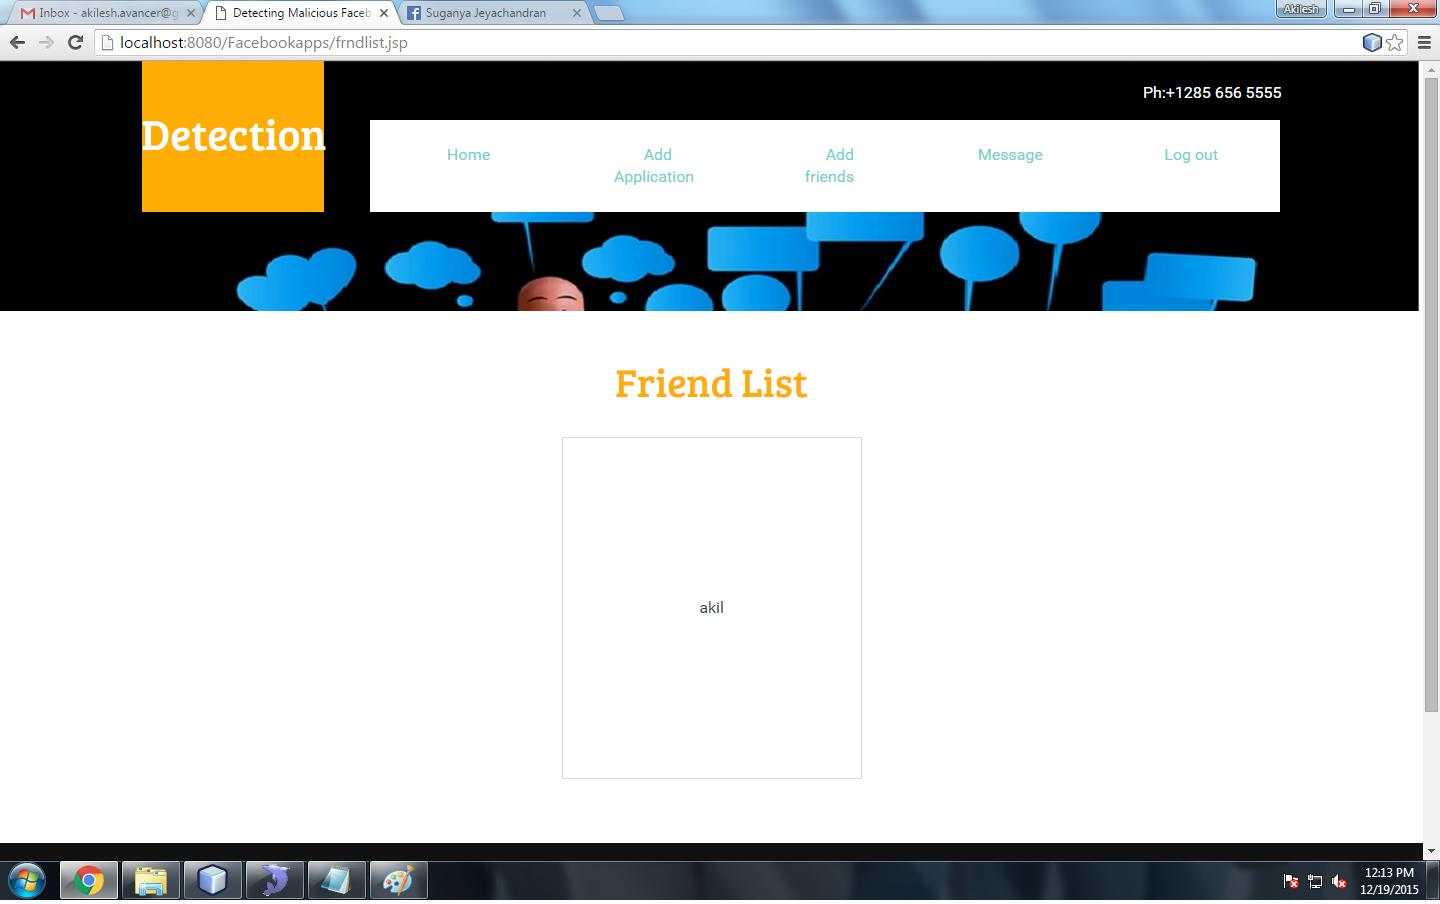 Inbox - akilesh.avancer@g
Detecting Malicious Faceb
Suganya Jeyachandran
Akilesh
localhost:8080/Facebookapps/frndlist.jsp
Ph:+1285 656 5555
Detection
Home
Add Application
Add friends
Message
Log out
Friend List
akil
12:13 PM
12/19/2015